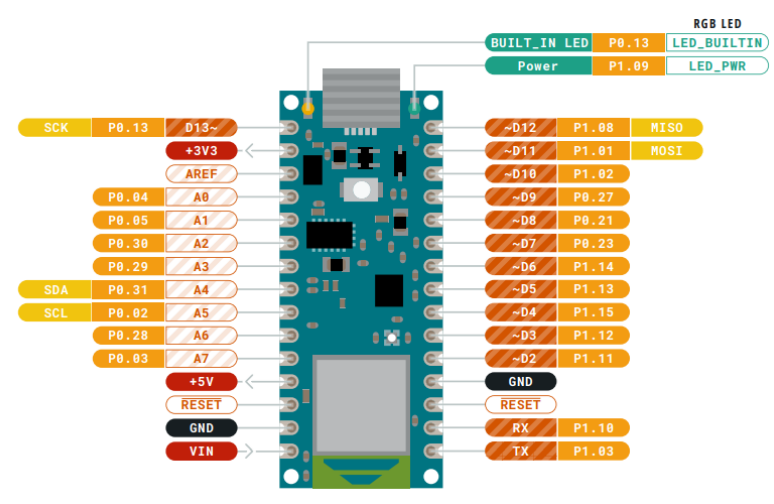 RGB LED
BUILT_IN LED P0.13 LED_BUILTIN
Power P1.09 LED_PWR
SCK P0.13 D13~ ~D12 P1.08 MISO
+3V3 ~D11 P1.01 MOSI
AREF ~D10 P1.02
P0.04 A0 ~D9 P0.27
P0.05 A1 ~D8 P0.21
P0.30 A2 ~D7 P0.23
P0.29 A3 ~D6 P1.14
SDA P0.31 A4 ~D5 P1.13
SCL P0.02 A5 ~D4 P1.15
P0.28 A6 ~D3 P1.12
P0.03 A7 ~D2 P1.11
+5V GND
RESET RESET
GND RX P1.10
VIN TX P1.03